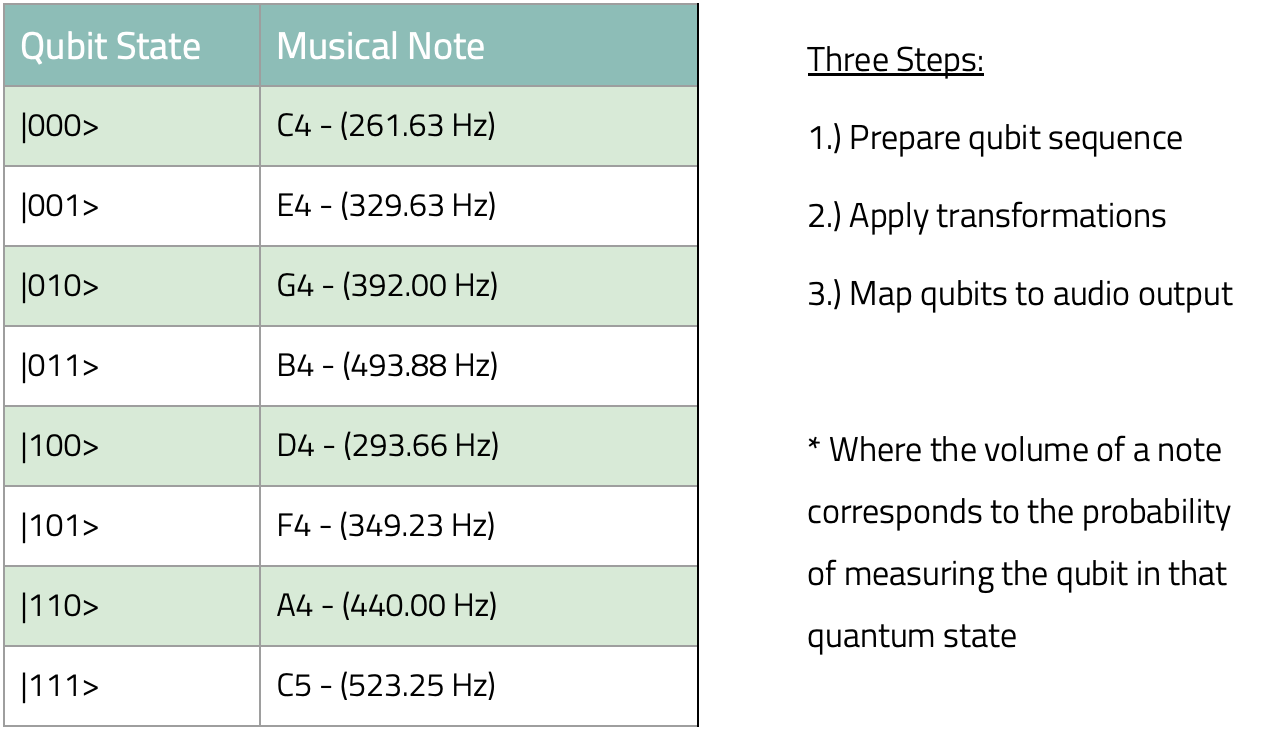 Qubit State Musical Note
|000> C4 - (261.63 Hz)
|001> E4 - (329.63 Hz)
|010> G4 - (392.00 Hz)
|011> B4 - (493.88 Hz)
|100> D4 - (293.66 Hz)
|101> F4 - (349.23 Hz)
|110> A4 - (440.00 Hz)
|111> C5 - (523.25 Hz)
Three Steps:
1.) Prepare qubit sequence
2.) Apply transformations
3.) Map qubits to audio output
* Where the volume of a note
corresponds to the probability
of measuring the qubit in that
quantum state